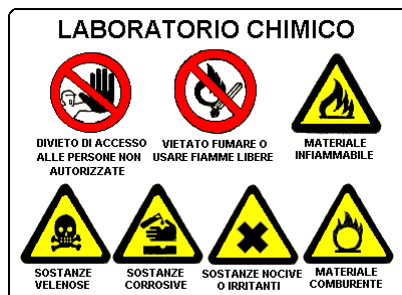 LABORATORIO CHIMICO
DIVIETO DI ACCESSO
ALLE PERSONE NON
AUTORIZZATE
VIETATO FUMARE O
USARE FIAMME LIBERE
MATERIALE
INFIAMMABILE
SOSTANZE
VELENOSE
SOSTANZE
CORROSIVE
SOSTANZE NOCIVE
O IRRITANTI
MATERIALE
COMBURENTE